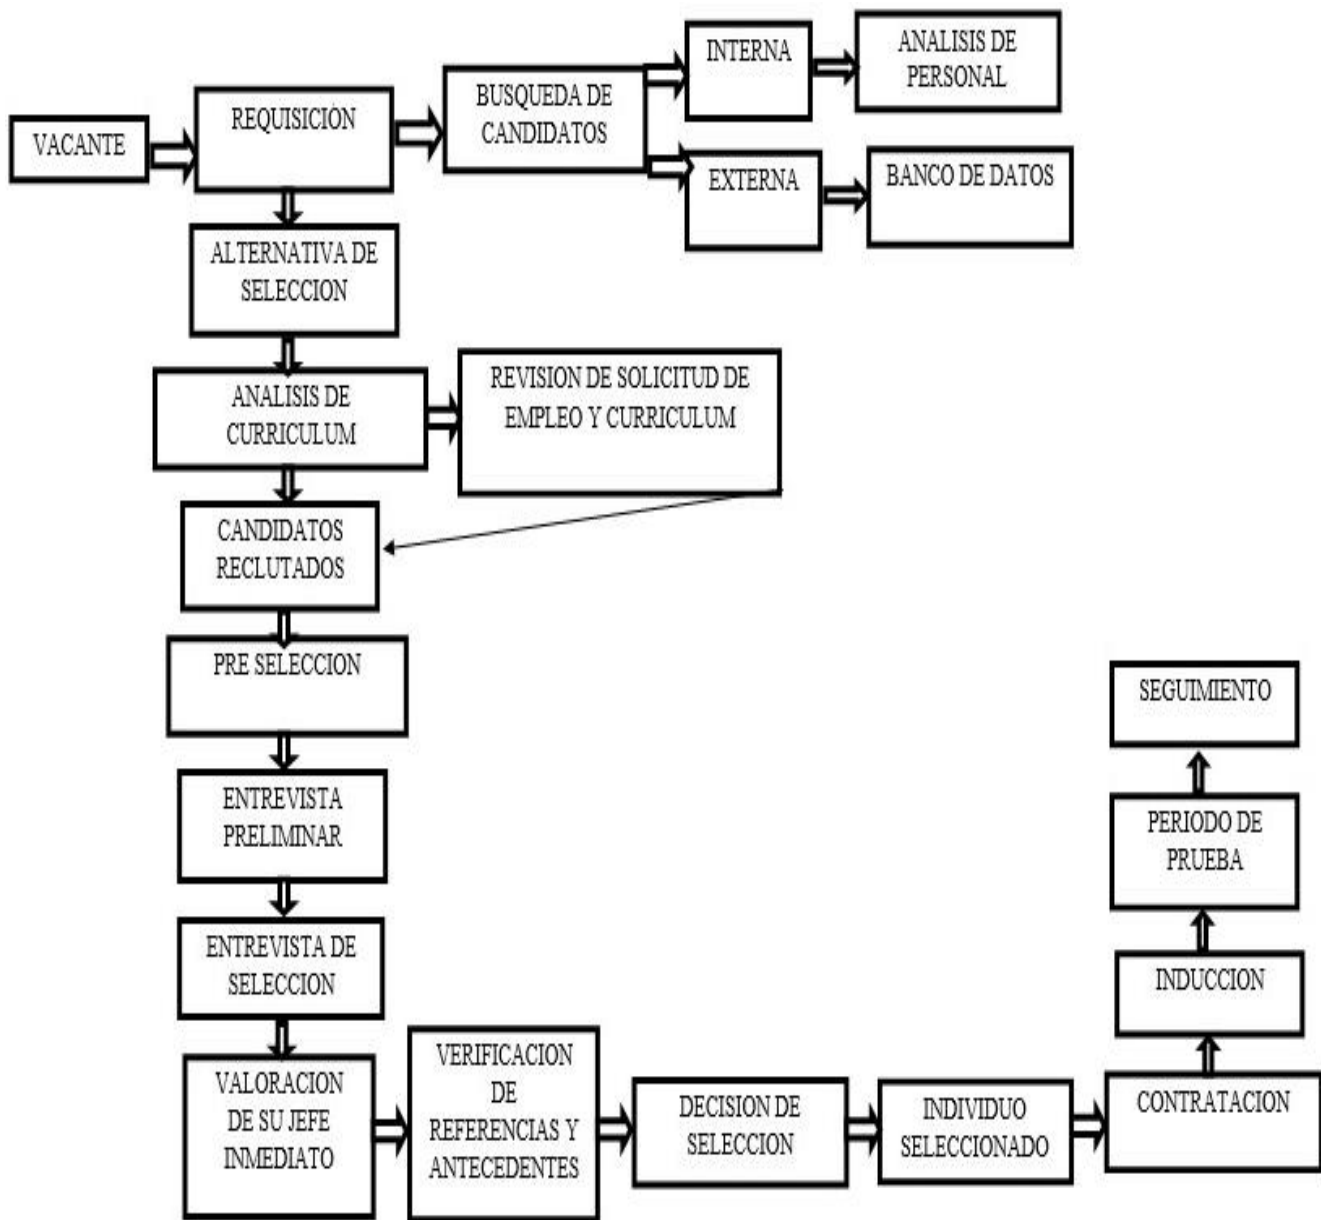 VACANTE
REQUISICIÓN
BUSQUEDA DE
CANDIDATOS
INTERNA
ANALISIS DE
PERSONAL
EXTERNA
BANCO DE DATOS
ALTERNATIVA DE
SELECCION
ANALISIS DE
CURRICULUM
REVISION DE SOLICITUD DE
EMPLEO Y CURRICULUM
CANDIDATOS
RECLUTADOS
PRE SELECCION
ENTREVISTA
PRELIMINAR
ENTREVISTA DE
SELECCION
VALORACION
DE SU JEFE
INMEDIATO
VERIFICACION
DE
REFERENCIAS Y
ANTECEDENTES
DECISION DE
SELECCION
INDIVIDUO
SELECCIONADO
CONTRATACION
INDUCCION
PERIODO DE
PRUEBA
SEGUIMIENTO